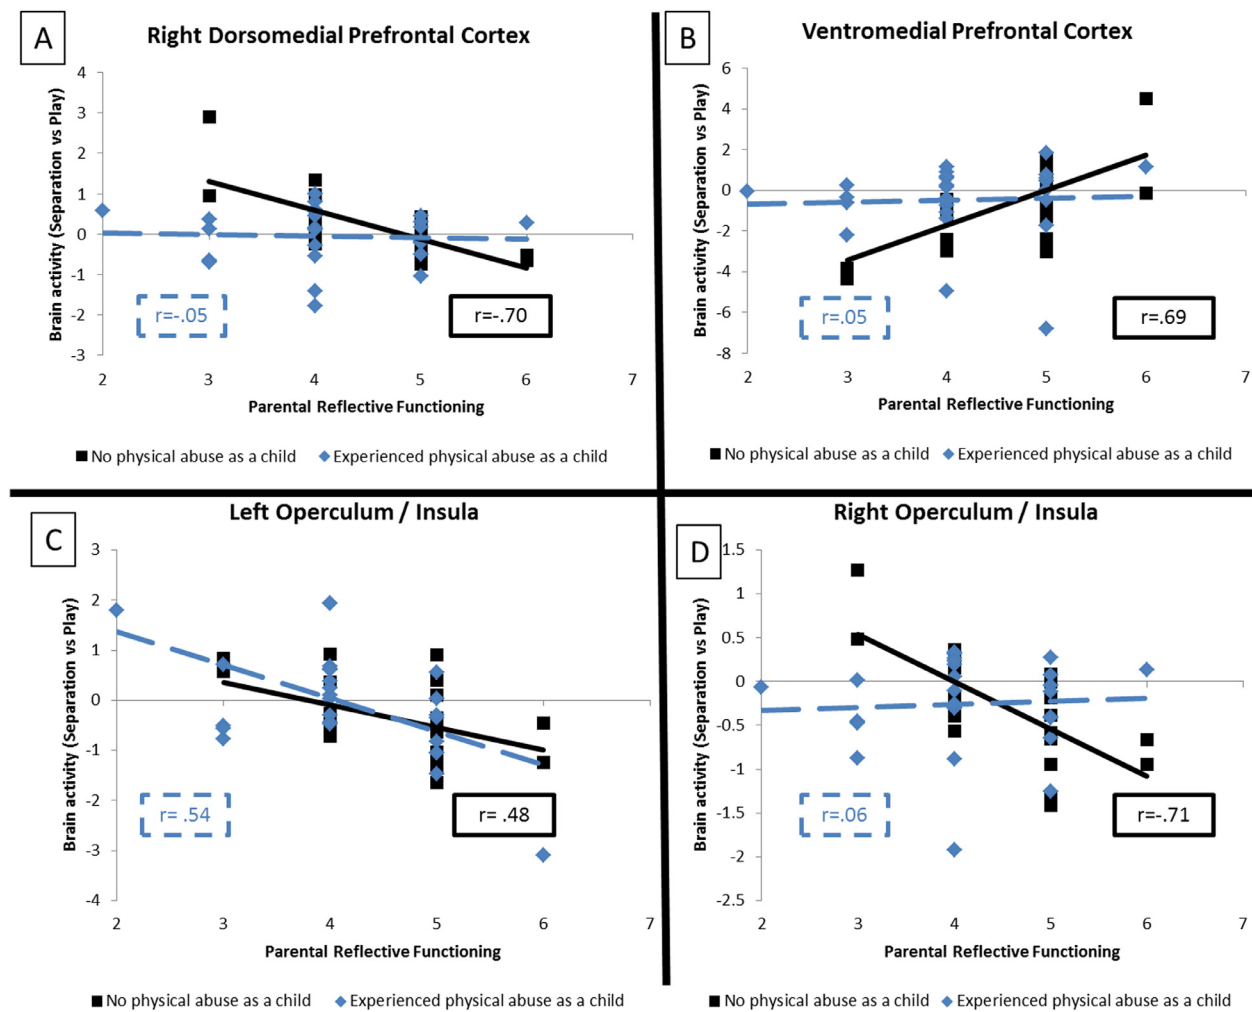 A
Right Dorsomedial Prefrontal Cortex
Brain activity (Separation vs Play)
4
3
2
1
0
-1
-2
-3
r=-.05
r=-.70
2 3 4 5 6 7
Parental Reflective Functioning
No physical abuse as a child Experienced physical abuse as a child
B
Ventromedial Prefrontal Cortex
Brain activity (Separation vs Play)
6
4
2
0
-2
-4
-6
-8
r=.05
r=.69
2 3 4 5 6 7
Parental Reflective Functioning
No physical abuse as a child Experienced physical abuse as a child
C
Left Operculum / Insula
Brain activity (Separation vs Play)
3
2
1
0
-1
-2
-3
-4
r= .54
r= .48
2 3 4 5 6 7
Parental Reflective Functioning
No physical abuse as a child Experienced physical abuse as a child
D
Right Operculum / Insula
Brain activity (Separation vs Play)
1.5
1
0.5
0
-0.5
-1
-1.5
-2
-2.5
r=.06
r=-.71
2 3 4 5 6 7
Parental Reflective Functioning
No physical abuse as a child Experienced physical abuse as a child